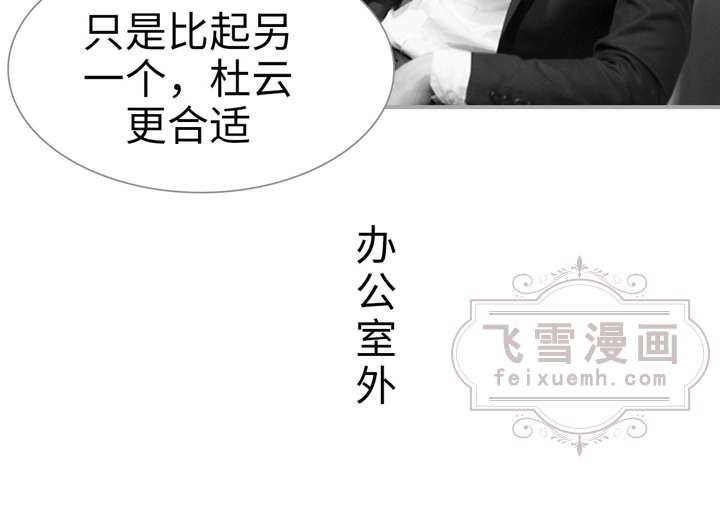 只是比起另
一个，杜云
更合适
办公室外
飞雪漫画
feixuemh.com